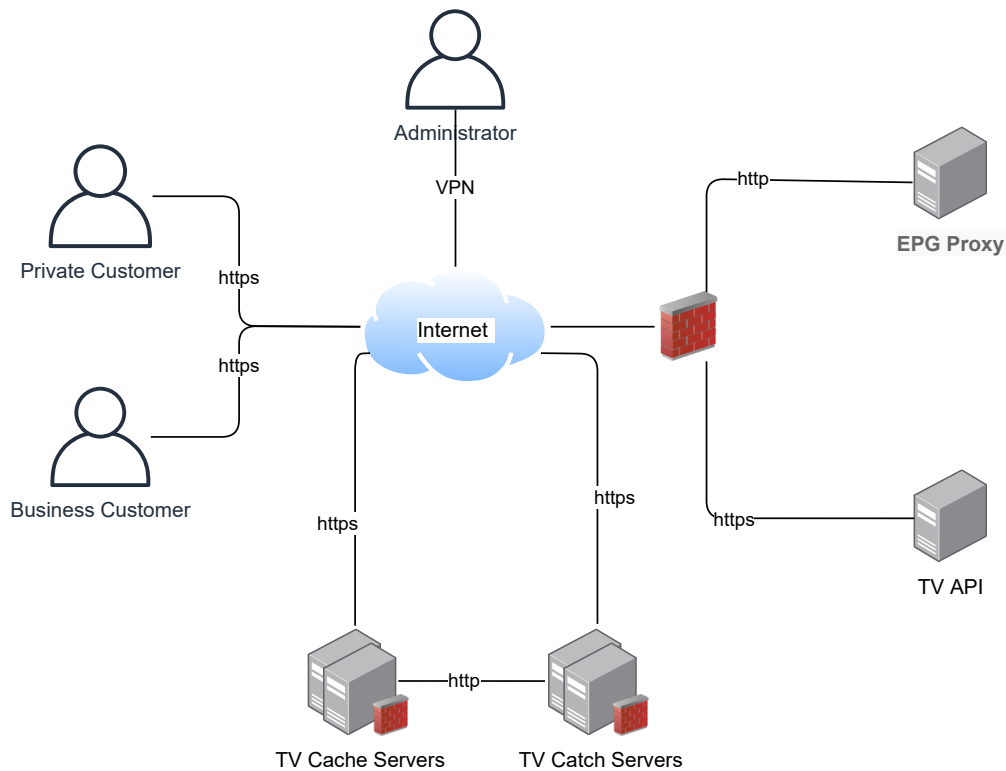 Administrator
VPN
http
EPG Proxy
Private Customer
https
Internet
https
Business Customer
https
https
https
TV API
http
TV Cache Servers
TV Catch Servers